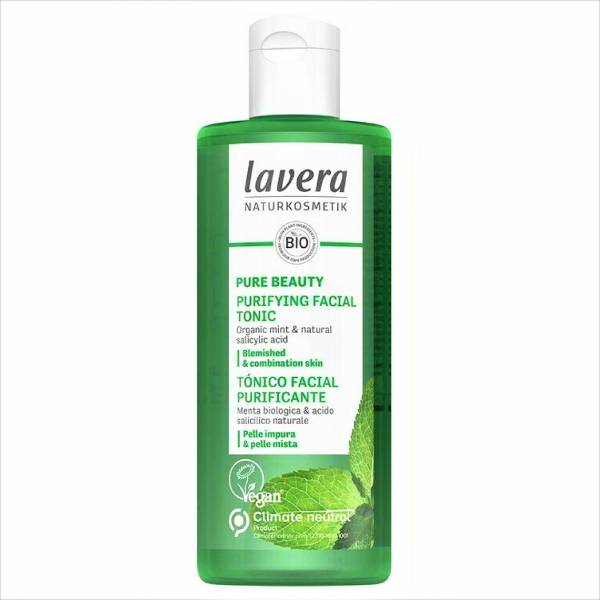 lavera
NATURKOSMETIK
BIO
PURE BEAUTY
PURIFYING FACIAL
TONIC
Organic mint & natural
salicylic acid
Blemished
& combination skin
TÓNICO FACIAL
PURIFICANTE
Menta biologica & acido
salicilico naturale
Pelle impura
& pelle mista
Vegan
Climate neutral
Product